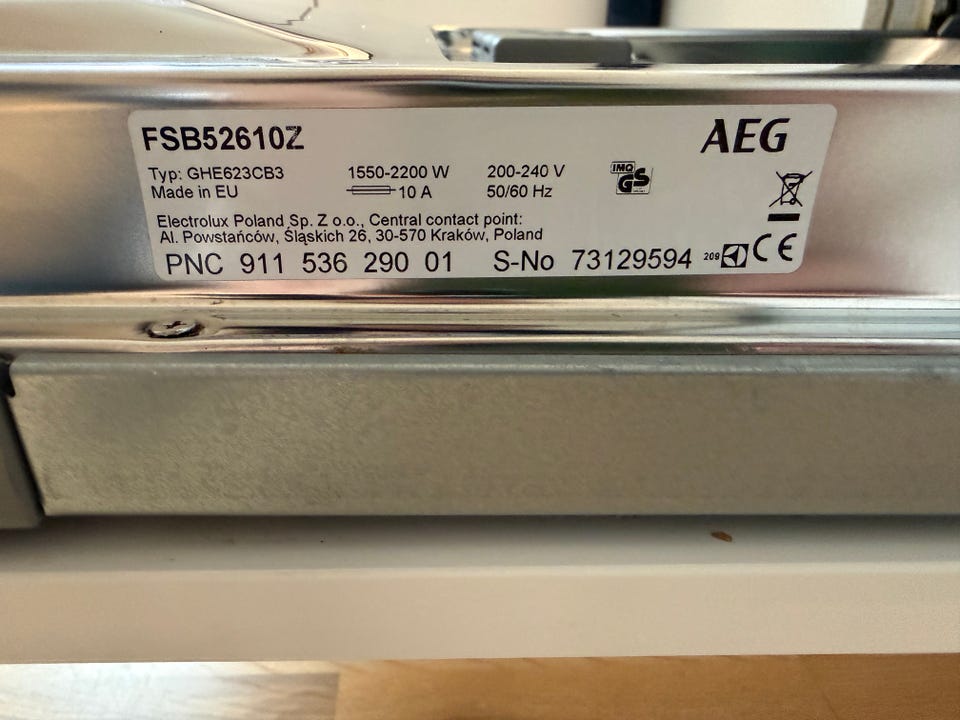 FSB52610Z
AEG
Typ: GHE623CB3 1550-2200 W 200-240 V
Made in EU 10 A 50/60 Hz
IMQ
GS
Electrolux Poland Sp. Z o.o., Central contact point:
Al. Powstańców, Śląskich 26, 30-570 Kraków, Poland
PNC 911 536 290 01 S-No 73129594 209 CE